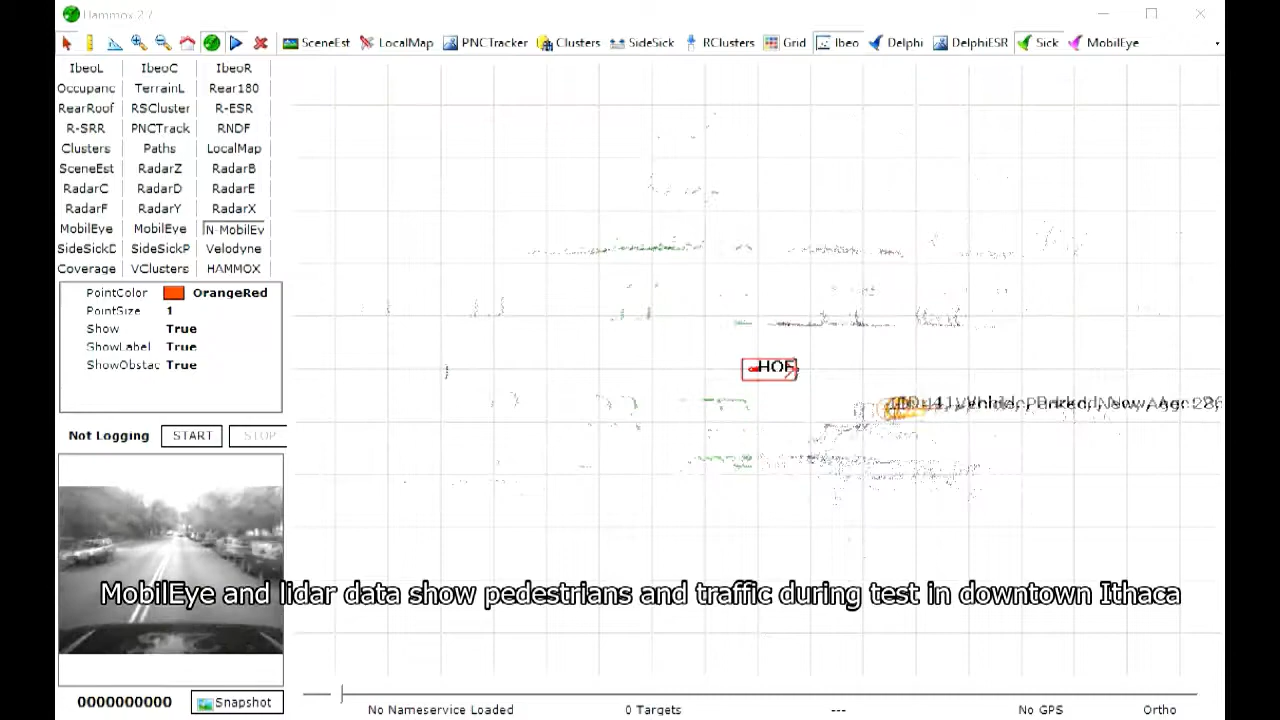 Hammox 2.7
SceneEst LocalMap PNCTracker Clusters SideSick RClusters Grid Ibeo Delphi DelphiESR Sick MobilEye
IbeoL IbeoC IbeoR
Occupanc TerrainL Rear180
RearRoof RSCluster R-ESR
R-SRR PNCTrack RNDF
Clusters Paths LocalMap
SceneEst RadarZ RadarB
RadarC RadarD RadarE
RadarF RadarY RadarX
MobilEye MobilEye N-MobilEy
SideSickD SideSickP Velodyne
Coverage VClusters HAMMOX
PointColor OrangeRed
PointSize 1
Show True
ShowLabel True
ShowObstac True
HOF
Not Logging START STOP
MobilEye and lidar data show pedestrians and traffic during test in downtown Ithaca
0000000000 Snapshot
No Nameservice Loaded 0 Targets --- No GPS Ortho